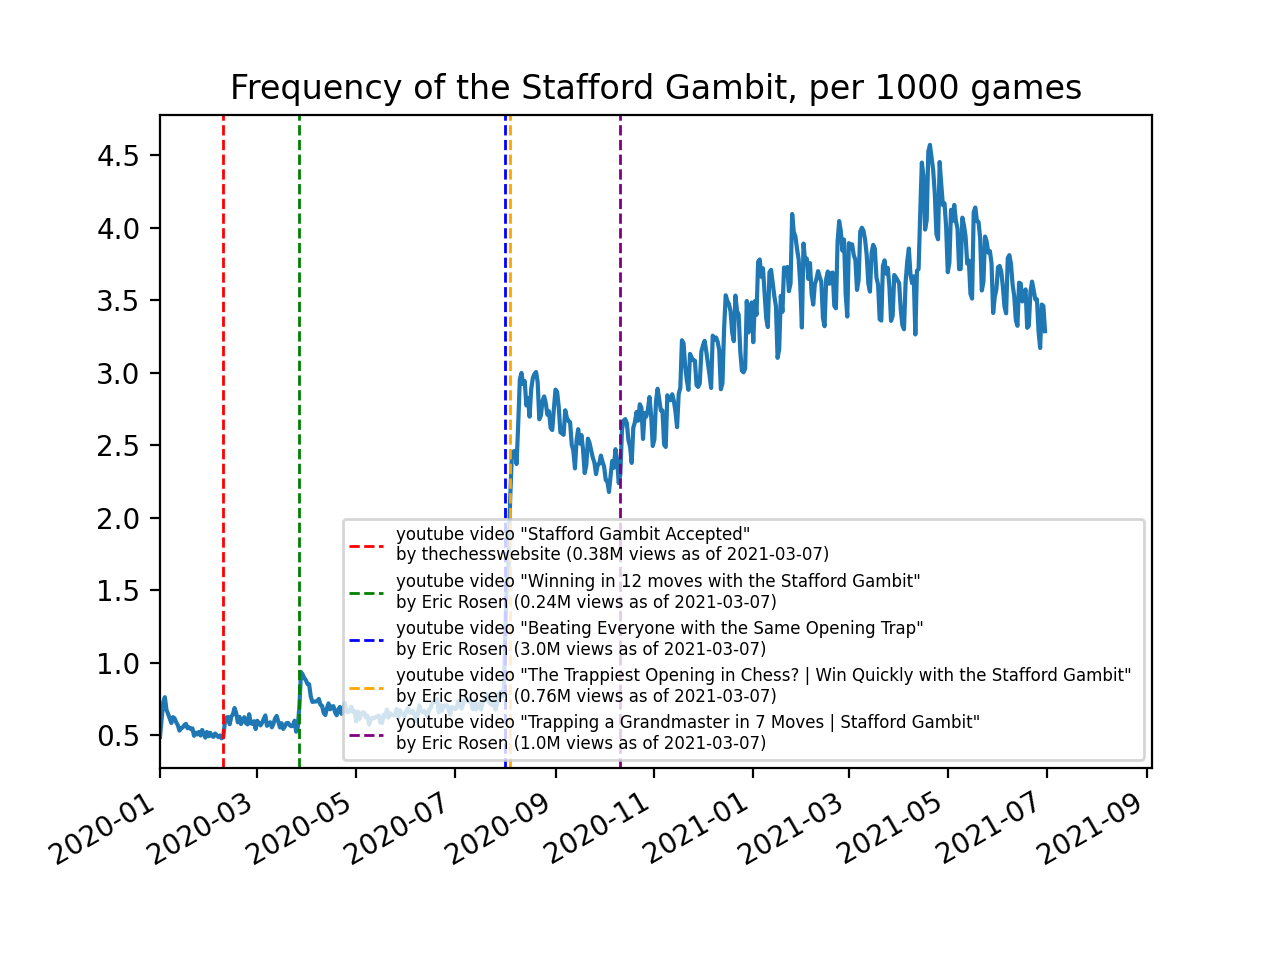 Frequency of the Stafford Gambit, per 1000 games
4.5
4.0
3.5
3.0
2.5
2.0
1.5
1.0
0.5
youtube video "Stafford Gambit Accepted"
by thechesswebsite (0.38M views as of 2021-03-07)
youtube video "Winning in 12 moves with the Stafford Gambit"
by Eric Rosen (0.24M views as of 2021-03-07)
youtube video "Beating Everyone with the Same Opening Trap"
by Eric Rosen (3.0M views as of 2021-03-07)
youtube video "The Trappiest Opening in Chess? | Win Quickly with the Stafford Gambit"
by Eric Rosen (0.76M views as of 2021-03-07)
youtube video "Trapping a Grandmaster in 7 Moves | Stafford Gambit"
by Eric Rosen (1.0M views as of 2021-03-07)
2020-01
2020-03
2020-05
2020-07
2020-09
2020-11
2021-01
2021-03
2021-05
2021-07
2021-09